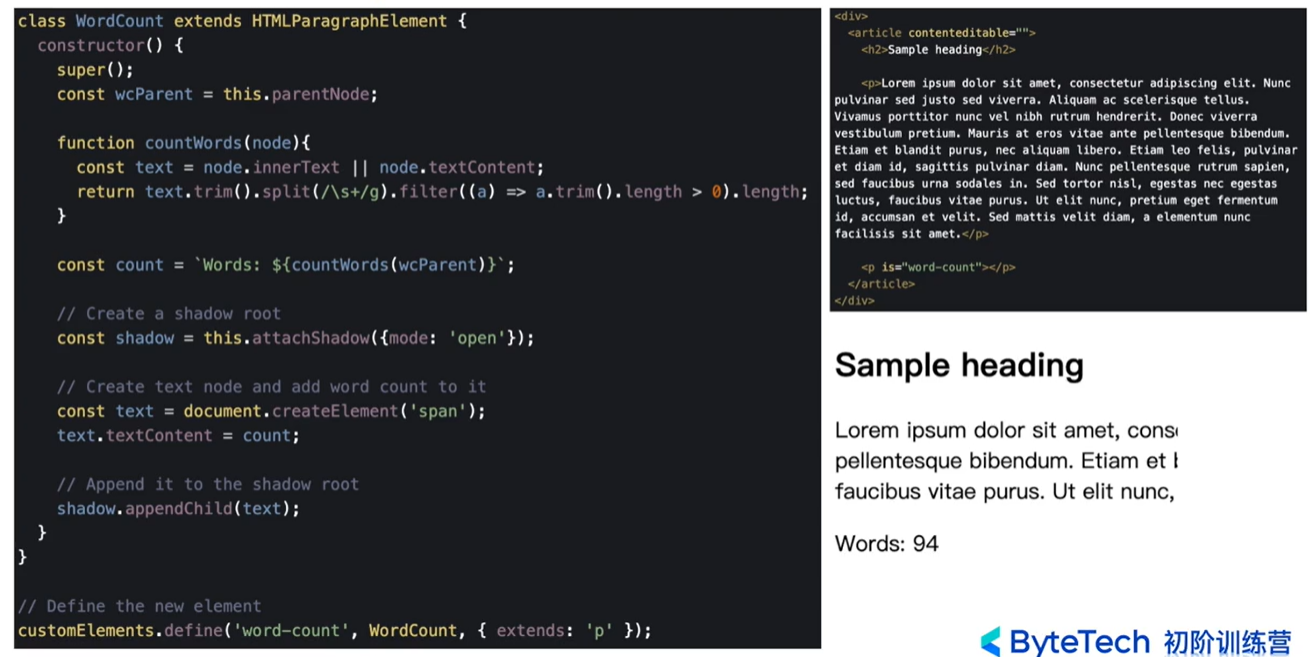 class WordCount extends HTMLParagraphElement {
  constructor() {
    super();
    const wcParent = this.parentNode;

    function countWords(node){
      const text = node.innerText || node.textContent;
      return text.trim().split(/\s+/g).filter((a) => a.trim().length > 0).length;
    }

    const count = `Words: ${countWords(wcParent)}`;

    // Create a shadow root
    const shadow = this.attachShadow({mode: 'open'});

    // Create text node and add word count to it
    const text = document.createElement('span');
    text.textContent = count;

    // Append it to the shadow root
    shadow.appendChild(text);
  }
}

// Define the new element
customElements.define('word-count', WordCount, { extends: 'p' });
<div>
  <article contenteditable="">
    <h2>Sample heading</h2>

    <p>Lorem ipsum dolor sit amet, consectetur adipiscing elit. Nunc
pulvinar sed justo sed viverra. Aliquam ac scelerisque tellus.
Vivamus porttitor nunc vel nibh rutrum hendrerit. Donec viverra
vestibulum pretium. Mauris at eros vitae ante pellentesque bibendum.
Etiam et blandit purus, nec aliquam libero. Etiam leo felis, pulvinar
et diam id, sagittis pulvinar diam. Nunc pellentesque rutrum sapien,
sed faucibus urna sodales in. Sed tortor nisl, egestas nec egestas
luctus, faucibus vitae purus. Ut elit nunc, pretium eget fermentum
id, accumsan et velit. Sed mattis velit diam, a elementum nunc
facilisis sit amet.</p>

    <p is="word-count"></p>
  </article>
</div>
Sample heading
Lorem ipsum dolor sit amet, cons
pellentesque bibendum. Etiam et
faucibus vitae purus. Ut elit nunc,
Words: 94
ByteTech 初阶训练营